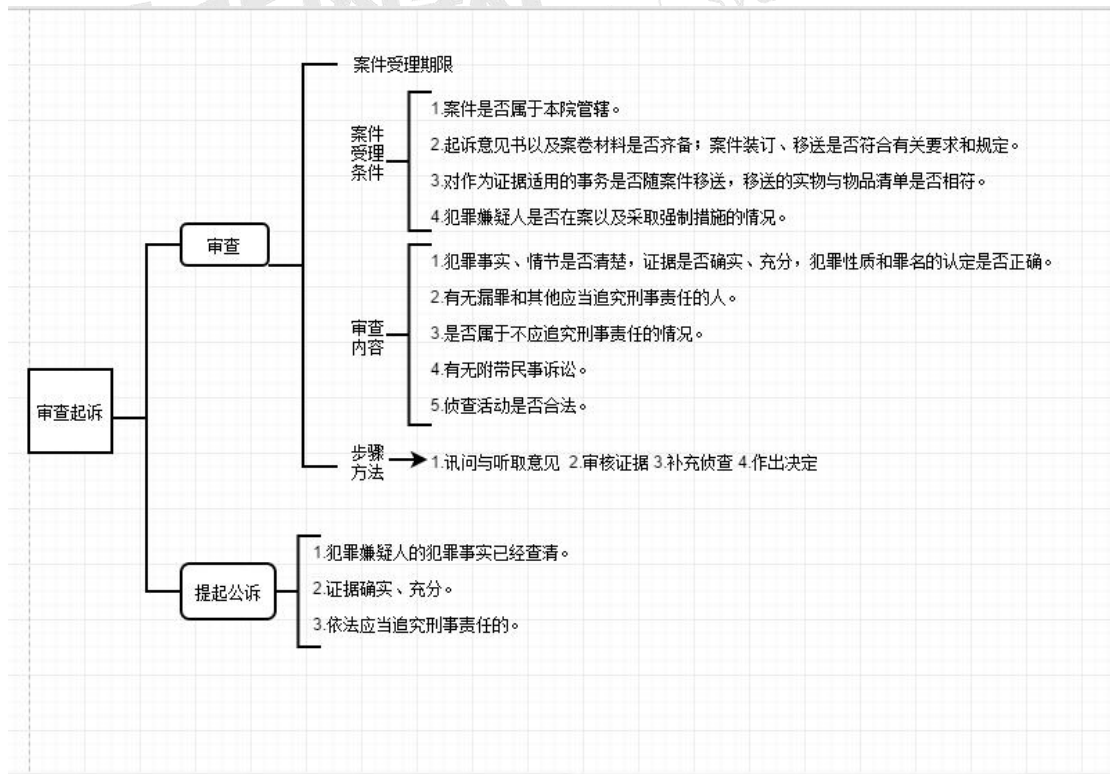 案件受理期限
案件
受理
条件
1.案件是否属于本院管辖。
2.起诉意见书以及案卷材料是否齐备；案件装订、移送是否符合有关要求和规定。
3.对作为证据适用的事务是否随案件移送，移送的实物与物品清单是否相符。
4.犯罪嫌疑人是否在案以及采取强制措施的情况。
审查
1.犯罪事实、情节是否清楚，证据是否确实、充分，犯罪性质和罪名的认定是否正确。
2.有无漏罪和其他应当追究刑事责任的人。
审查
内容
3.是否属于不应追究刑事责任的情况。
4.有无附带民事诉讼。
5.侦查活动是否合法。
审查起诉
步骤
方法
1.讯问与听取意见 2.审核证据 3.补充侦查 4.作出决定
提起公诉
1.犯罪嫌疑人的犯罪事实已经查清。
2.证据确实、充分。
3.依法应当追究刑事责任的。